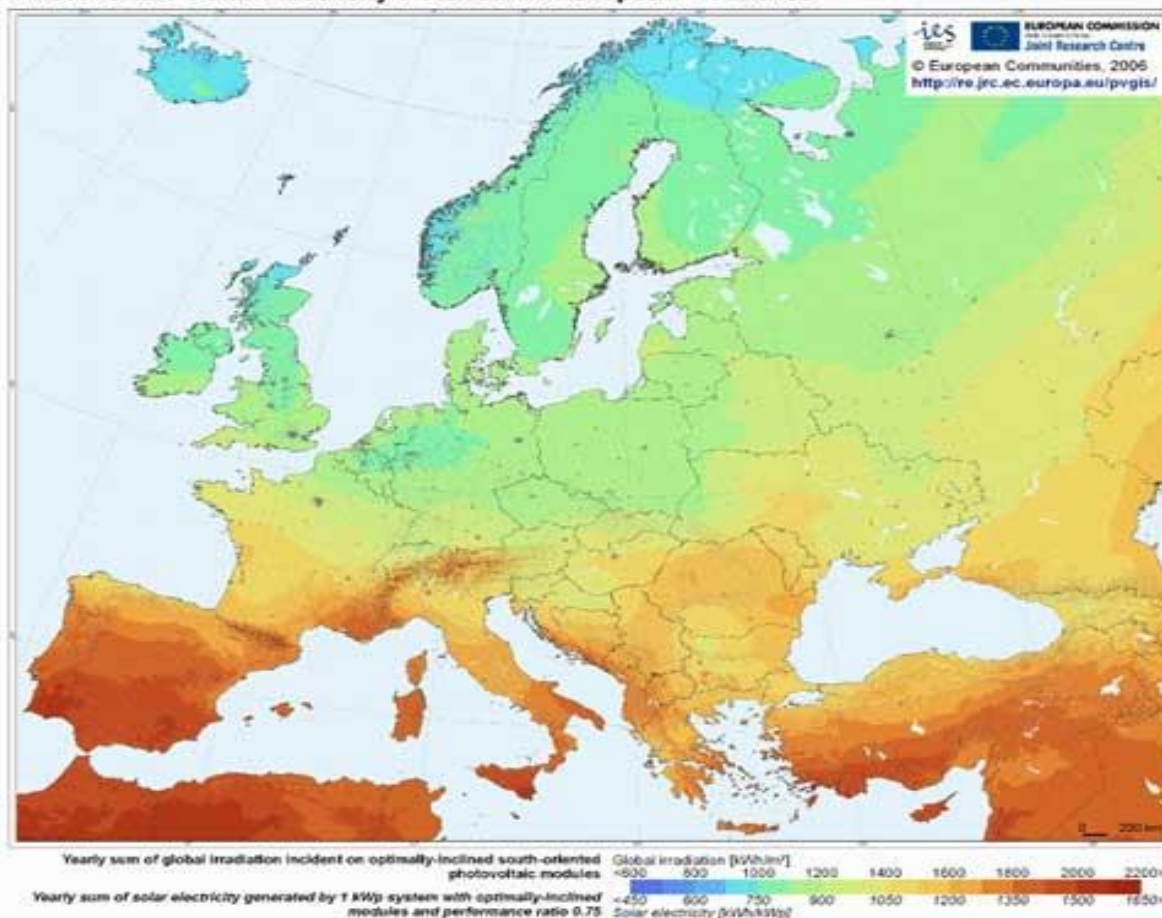 ies
EUROPEAN COMMISSION
Joint Research Centre
© European Communities, 2006
http://re.jrc.ec.europa.eu/pvgis/
0 200 km
Yearly sum of global irradiation incident on optimally-inclined south-oriented
photovoltaic modules
Global irradiation [kWh/m²]
<600 800 1000 1200 1400 1600 1800 2000 2200>
Yearly sum of solar electricity generated by 1 kWp system with optimally-inclined
modules and performance ratio 0.75
<450 600 750 900 1050 1200 1350 1500 1650>
Solar electricity [kWh/kWp]